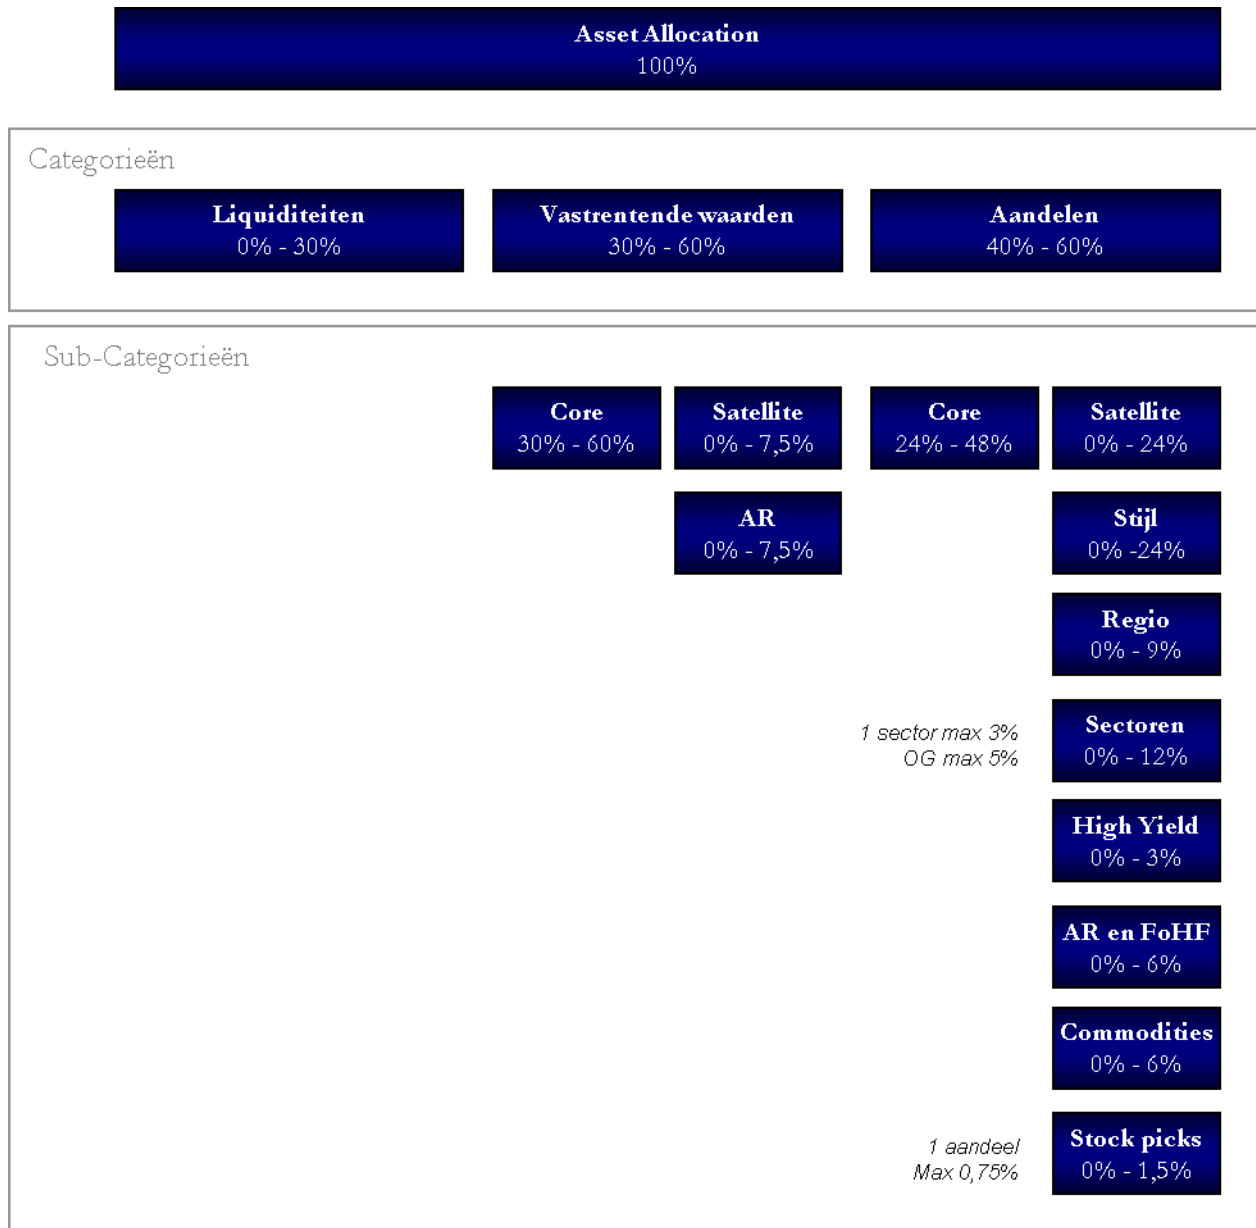 Asset Allocation
100%
Categorieën
Liquiditeiten
0% - 30%
Vastrentende waarden
30% - 60%
Aandelen
40% - 60%
Sub-Categorieën
Core
30% - 60%
Satellite
0% - 7,5%
Core
24% - 48%
Satellite
0% - 24%
AR
0% - 7,5%
Stijl
0% -24%
Regio
0% - 9%
1 sector max 3%
OG max 5%
Sectoren
0% - 12%
High Yield
0% - 3%
AR en FoHF
0% - 6%
Commodities
0% - 6%
1 aandeel
Max 0,75%
Stock picks
0% - 1,5%